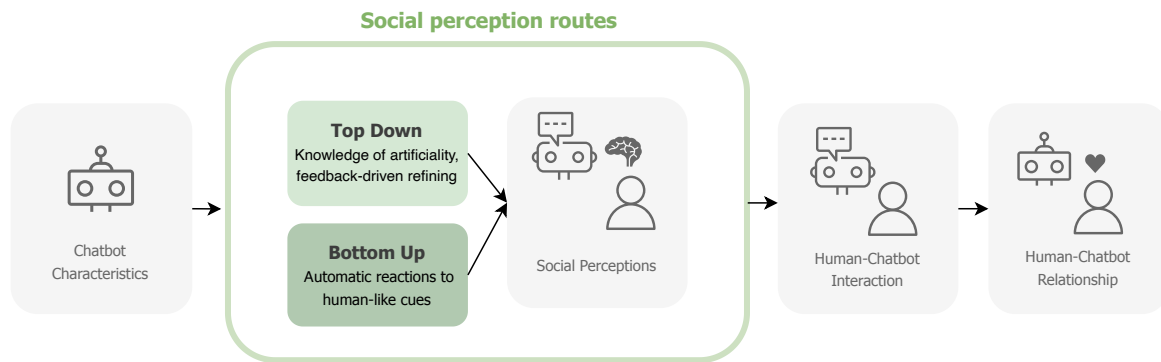 Social perception routes
Chatbot
Characteristics
Top Down
Knowledge of artificiality,
feedback-driven refining
Bottom Up
Automatic reactions to
human-like cues
Social Perceptions
Human-Chatbot
Interaction
Human-Chatbot
Relationship